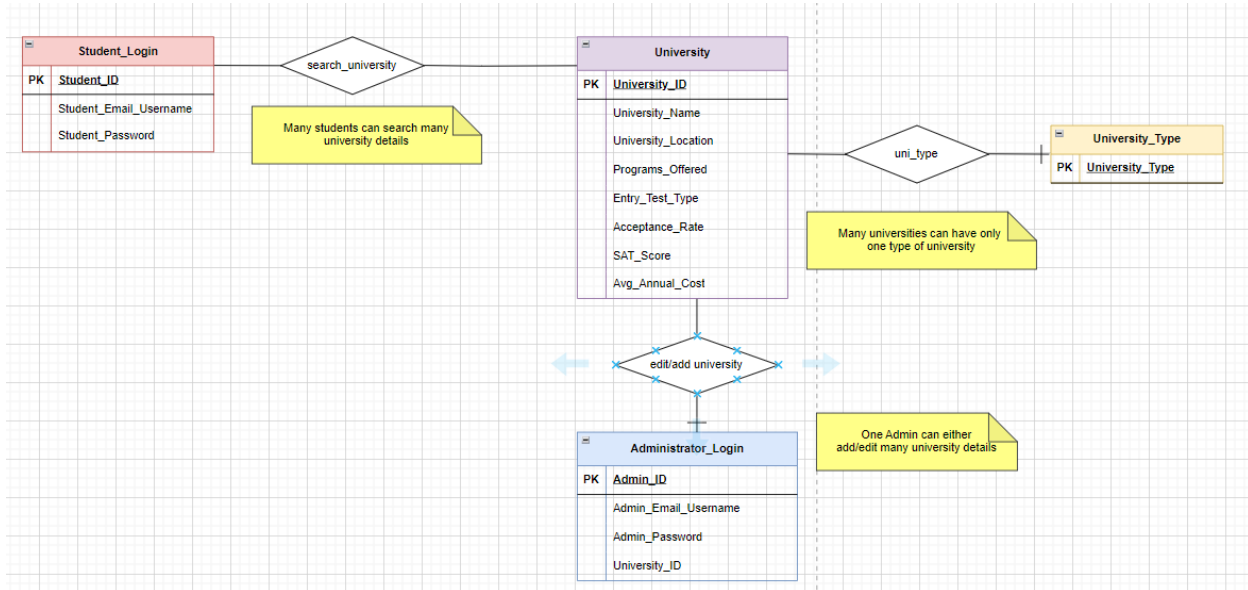 Student_Login
PK Student_ID
Student_Email_Username
Student_Password
search_university
Many students can search many
university details
University
PK University_ID
University_Name
University_Location
Programs_Offered
Entry_Test_Type
Acceptance_Rate
SAT_Score
Avg_Annual_Cost
uni_type
University_Type
PK University_Type
Many universities can have only
one type of university
edit/add university
Administrator_Login
PK Admin_ID
Admin_Email_Username
Admin_Password
University_ID
One Admin can either
add/edit many university details